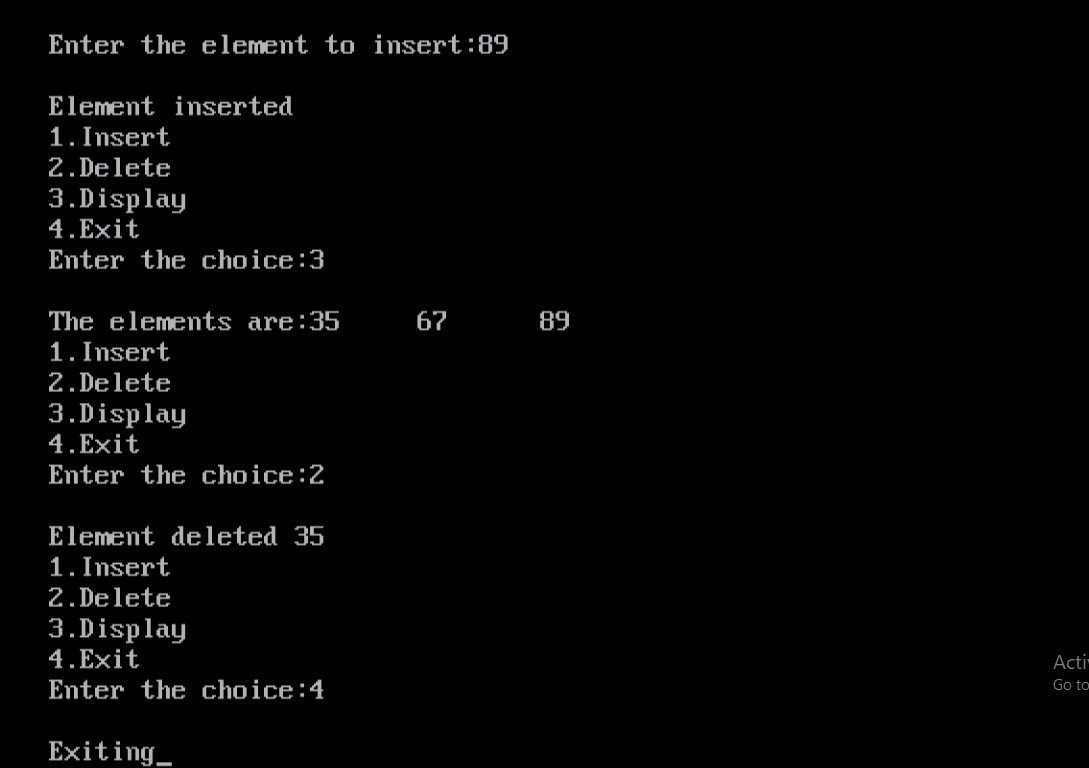 Enter the element to insert:89
Element inserted
1.Insert
2.Delete
3.Display
4.Exit
Enter the choice:3
The elements are:35 67 89
1.Insert
2.Delete
3.Display
4.Exit
Enter the choice:2
Element deleted 35
1.Insert
2.Delete
3.Display
4.Exit
Enter the choice:4
Exiting_
Go to